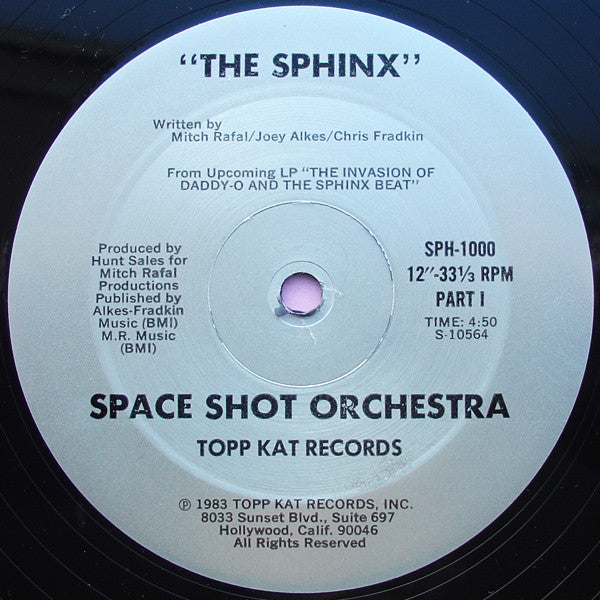 “THE SPHINX”
Written by
Mitch Rafal/Joey Alkes/Chris Fradkin
From Upcoming LP “THE INVASION OF
DADDY-O AND THE SPHINX BEAT”
Produced by
Hunt Sales for
Mitch Rafal
Productions
Published by
Alkes-Fradkin
Music (BMI)
M.R. Music
(BMI)
SPH-1000
12”-33⅓ RPM
PART I
TIME: 4:50
S-10564
SPACE SHOT ORCHESTRA
TOPP KAT RECORDS
℗ 1983 TOPP KAT RECORDS, INC.
8033 Sunset Blvd., Suite 697
Hollywood, Calif. 90046
All Rights Reserved